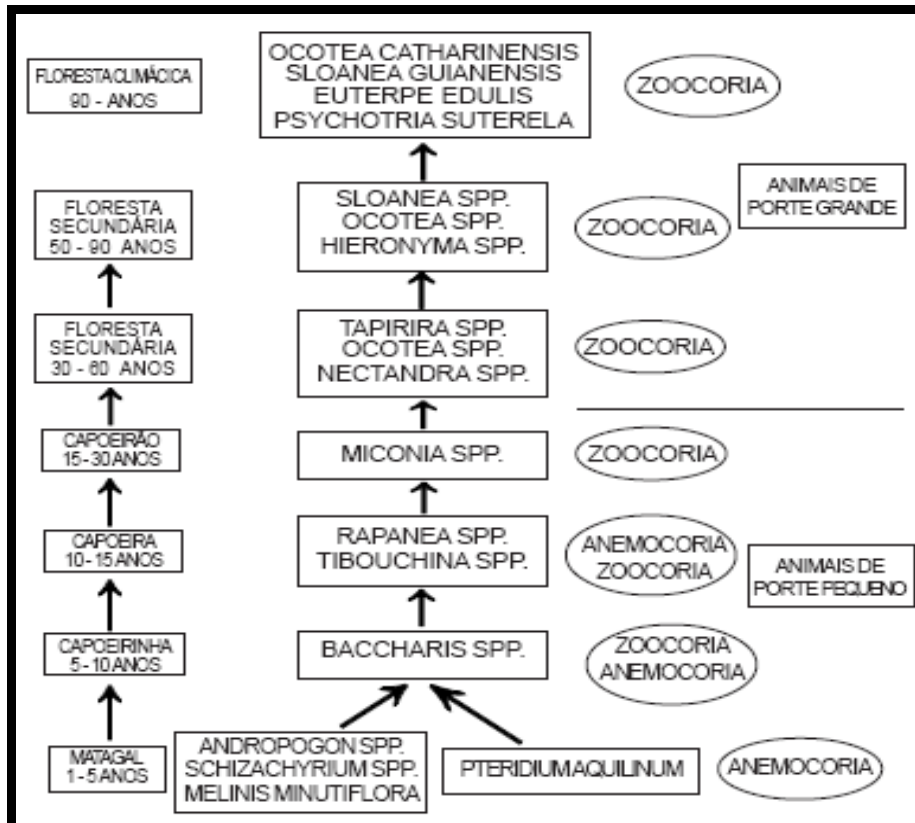 FLORESTA CLIMÁCICA
90 - ANOS
OCOTEA CATHARINENSIS
SLOANEA GUIANENSIS
EUTERPE EDULIS
PSYCHOTRIA SUTERELA
ZOOCORIA
FLORESTA
SECUNDÁRIA
50 - 90 ANOS
SLOANEA SPP.
OCOTEA SPP.
HIERONYMA SPP.
ZOOCORIA
ANIMAIS DE
PORTE GRANDE
FLORESTA
SECUNDÁRIA
30 - 60 ANOS
TAPIRIRA SPP.
OCOTEA SPP.
NECTANDRA SPP.
ZOOCORIA
CAPOEIRÃO
15 - 30 ANOS
MICONIA SPP.
ZOOCORIA
CAPOEIRA
10 - 15 ANOS
RAPANEA SPP.
TIBOUCHINA SPP.
ANEMOCORIA
ZOOCORIA
ANIMAIS DE
PORTE PEQUENO
CAPOEIRINHA
5 - 10 ANOS
BACCHARIS SPP.
ZOOCORIA
ANEMOCORIA
MATAGAL
1 - 5 ANOS
ANDROPOGON SPP.
SCHIZACHYRIUM SPP.
MELINIS MINUTIFLORA
PTERIDIUM AQUILINUM
ANEMOCORIA